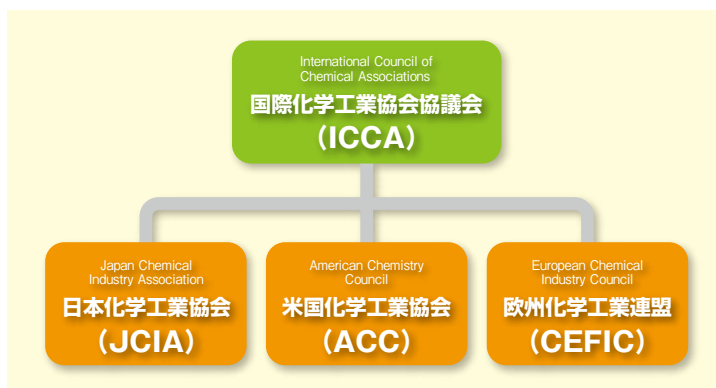 International Council of
Chemical Associations
国際化学工業協会協議会
（ICCA）
Japan Chemical
Industry Association
日本化学工業協会
（JCIA）
American Chemistry
Council
米国化学工業協会
（ACC）
European Chemical
Industry Council
欧州化学工業連盟
（CEFIC）